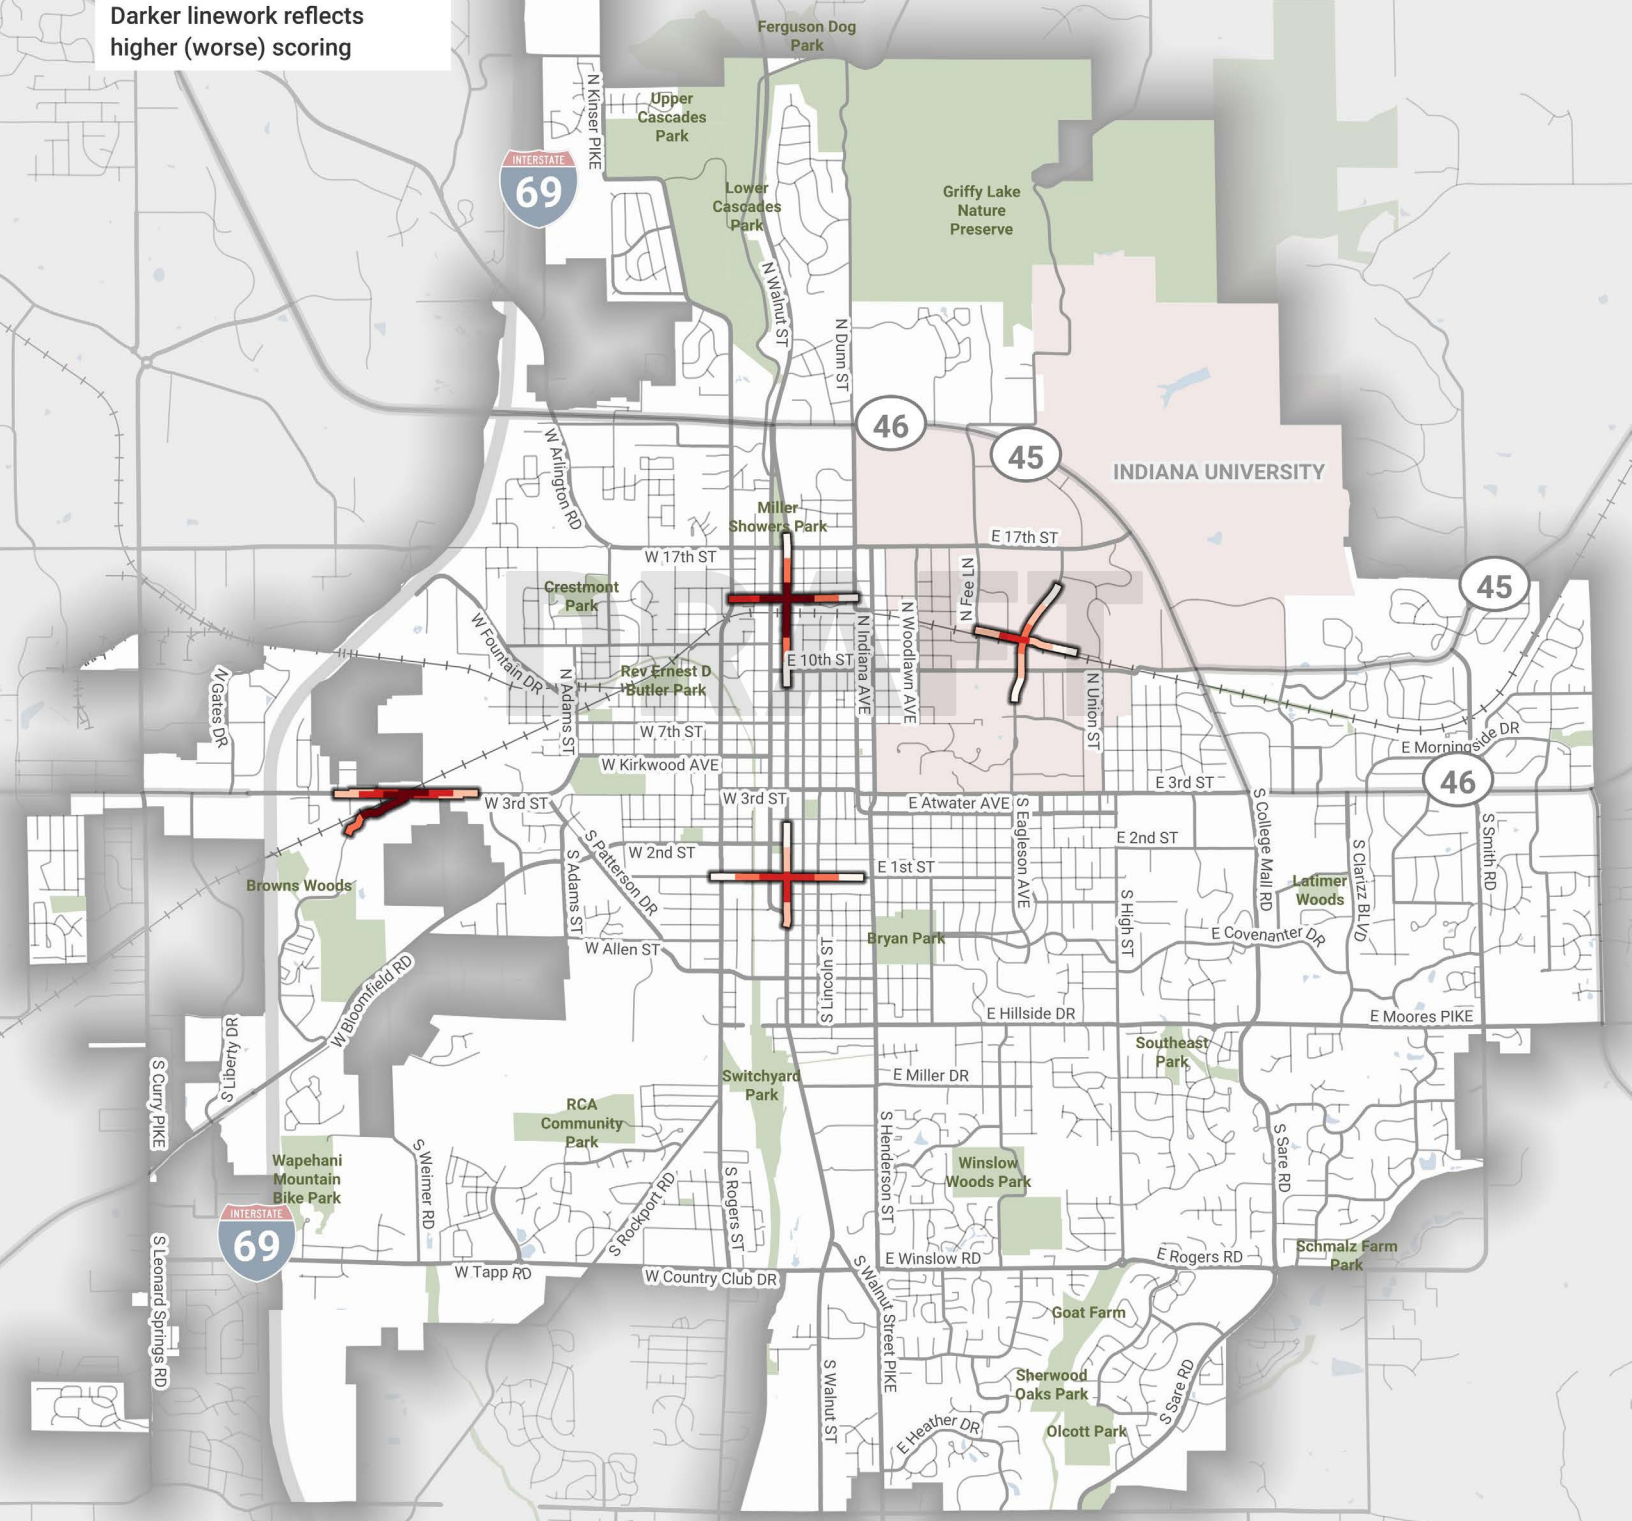 Darker linework reflects
higher (worse) scoring
Ferguson Dog
Park
N Kinser PIKE
Upper
Cascades
Park
INTERSTATE
69
Lower
Cascades
Park
Griffy Lake
Nature
Preserve
N Walnut ST
N Dunn ST
46
45
W Arlington RD
INDIANA UNIVERSITY
Miller
Showers Park
W 17th ST
E 17th ST
45
Crestmont
Park
DRAFT
N Fee LN
W Fountain DR
N Indiana AVE
N Woodlawn AVE
E 10th ST
Rev Ernest D
Butler Park
N Gates DR
N Adams ST
N Union ST
W 7th ST
E Morningside DR
W Kirkwood AVE
46
E 3rd ST
W 3rd ST
W 3rd ST
E Atwater AVE
S Eagleson AVE
S College Mall RD
S Smith RD
E 2nd ST
S Patterson DR
W 2nd ST
S Adams ST
E 1st ST
S Clarizz BLVD
Browns Woods
Latimer
Woods
S High ST
Bryan Park
E Covenanter DR
W Allen ST
S Lincoln ST
W Bloomfield RD
E Hillside DR
E Moores PIKE
S Liberty DR
Southeast
Park
S Curry PIKE
Switchyard
Park
E Miller DR
RCA
Community
Park
S Henderson ST
S Weimer RD
Wapehani
Mountain
Bike Park
Winslow
Woods Park
S Sare RD
S Rogers ST
S Rockport RD
INTERSTATE
69
S Leonard Springs RD
E Winslow RD
E Rogers RD
Schmalz Farm
Park
W Tapp RD
W Country Club DR
S Walnut Street PIKE
Goat Farm
S Walnut ST
Sherwood
Oaks Park
S Sare RD
E Heather DR
Olcott Park